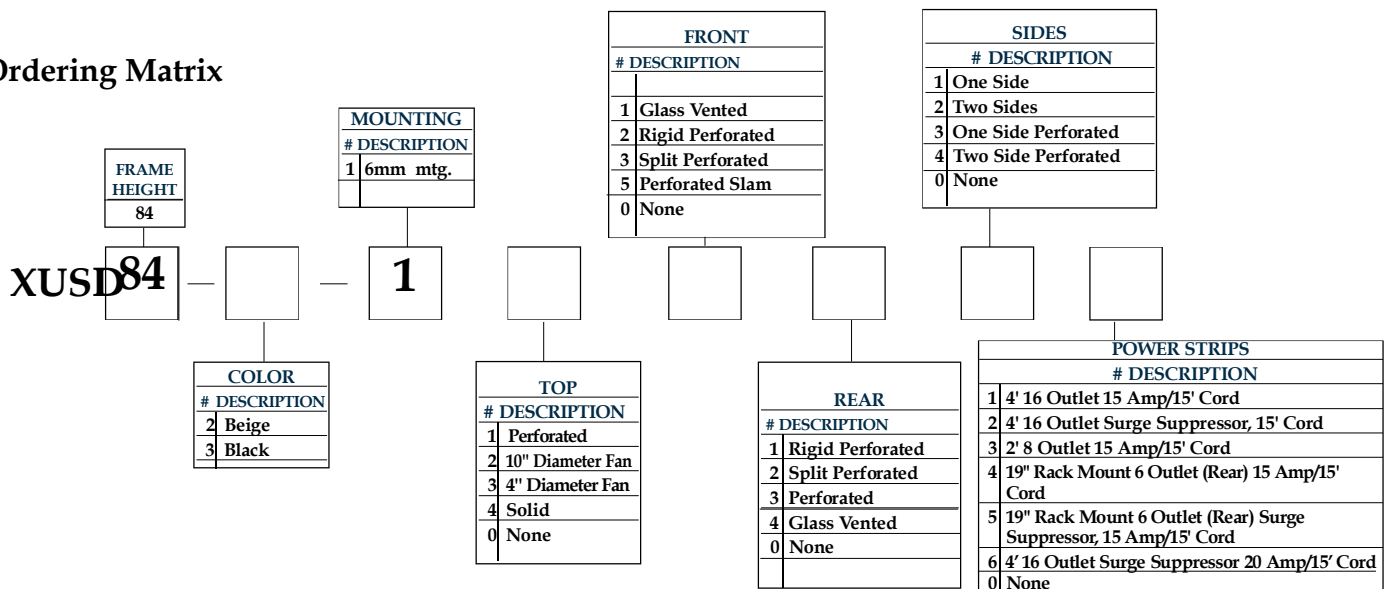 Ordering Matrix
FRAME
HEIGHT
84
MOUNTING
# DESCRIPTION
1 6mm mtg.
FRONT
# DESCRIPTION
1 Glass Vented
2 Rigid Perforated
3 Split Perforated
5 Perforated Slam
0 None
SIDES
# DESCRIPTION
1 One Side
2 Two Sides
3 One Side Perforated
4 Two Side Perforated
0 None
XUSD84 — — 1
COLOR
# DESCRIPTION
2 Beige
3 Black
TOP
# DESCRIPTION
1 Perforated
2 10" Diameter Fan
3 4" Diameter Fan
4 Solid
0 None
REAR
# DESCRIPTION
1 Rigid Perforated
2 Split Perforated
3 Perforated
4 Glass Vented
0 None
POWER STRIPS
# DESCRIPTION
1 4' 16 Outlet 15 Amp/15' Cord
2 4' 16 Outlet Surge Suppressor, 15' Cord
3 2' 8 Outlet 15 Amp/15' Cord
4 19" Rack Mount 6 Outlet (Rear) 15 Amp/15'
Cord
5 19" Rack Mount 6 Outlet (Rear) Surge
Suppressor, 15 Amp/15' Cord
6 4′ 16 Outlet Surge Suppressor 20 Amp/15′ Cord
0 None